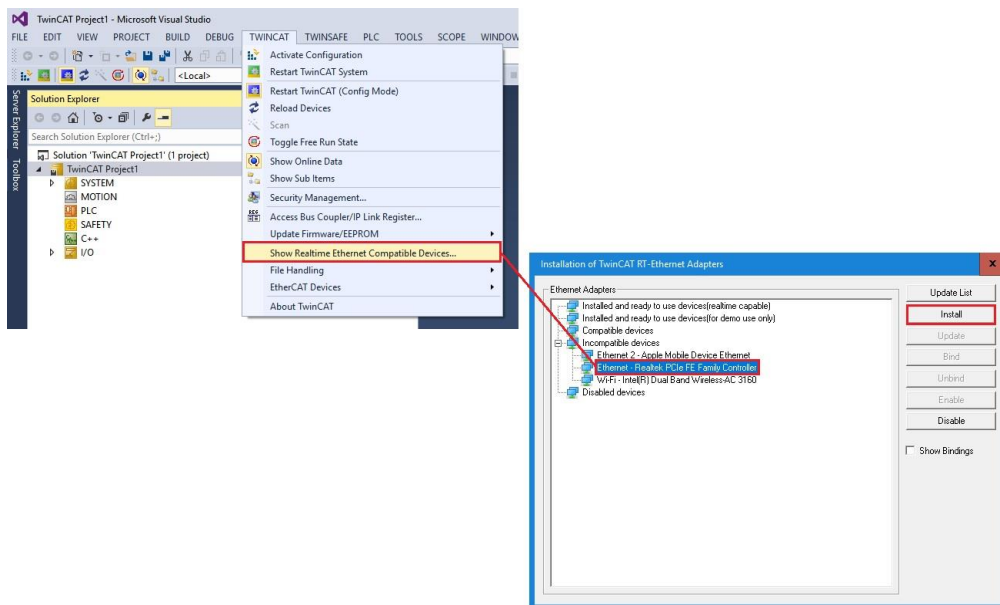 TwinCAT Project1 - Microsoft Visual Studio
FILE EDIT VIEW PROJECT BUILD DEBUG TWINCAT TWINSAFE PLC TOOLS SCOPE WINDOW
<Local>
Server Explorer
Toolbox
Solution Explorer
Search Solution Explorer (Ctrl+;)
Solution 'TwinCAT Project1' (1 project)
TwinCAT Project1
SYSTEM
MOTION
PLC
SAFETY
C++
I/O
Activate Configuration
Restart TwinCAT System
Restart TwinCAT (Config Mode)
Reload Devices
Scan
Toggle Free Run State
Show Online Data
Show Sub Items
Security Management...
Access Bus Coupler/IP Link Register...
Update Firmware/EEPROM
Show Realtime Ethernet Compatible Devices...
File Handling
EtherCAT Devices
About TwinCAT
Installation of TwinCAT RT-Ethernet Adapters
x
Ethernet Adapters
Installed and ready to use devices(realtime capable)
Installed and ready to use devices(for demo use only)
Compatible devices
Incompatible devices
Ethernet 2 - Apple Mobile Device Ethernet
Ethernet - Realtek PCIe FE Family Controller
Wi-Fi - Intel(R) Dual Band Wireless-AC 3160
Disabled devices
Update List
Install
Update
Bind
Unbind
Enable
Disable
Show Bindings